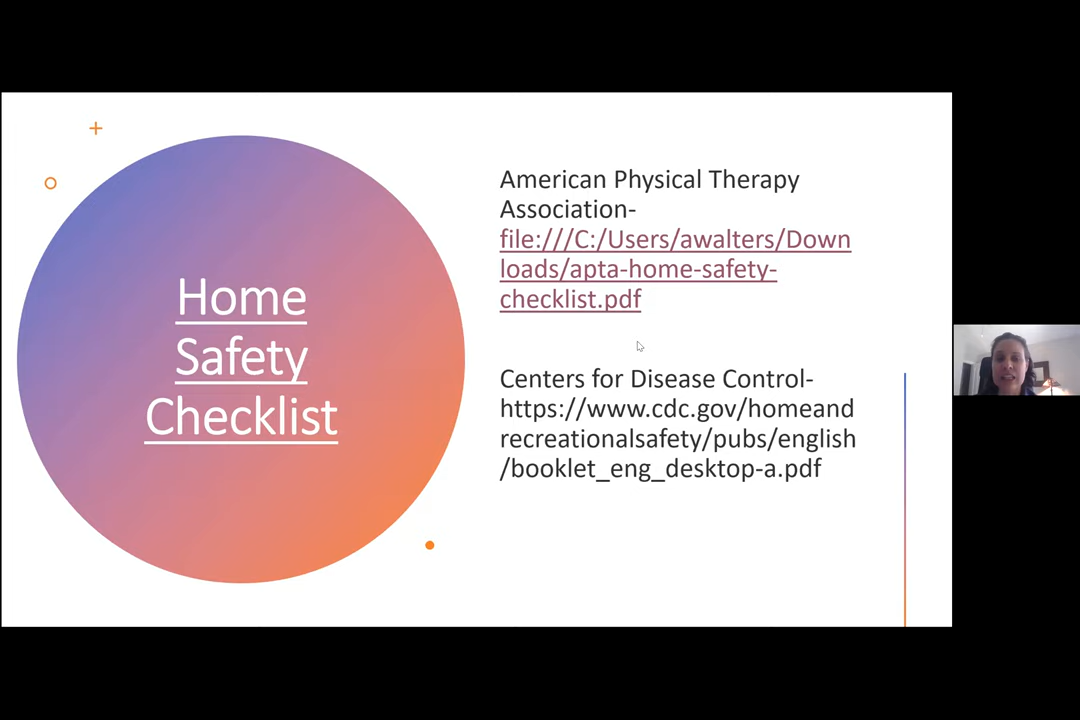 Home
Safety
Checklist
American Physical Therapy
Association-
file:///C:/Users/awalters/Down
loads/apta-home-safety-
checklist.pdf
Centers for Disease Control-
https://www.cdc.gov/homeand
recreationalsafety/pubs/english
/booklet_eng_desktop-a.pdf